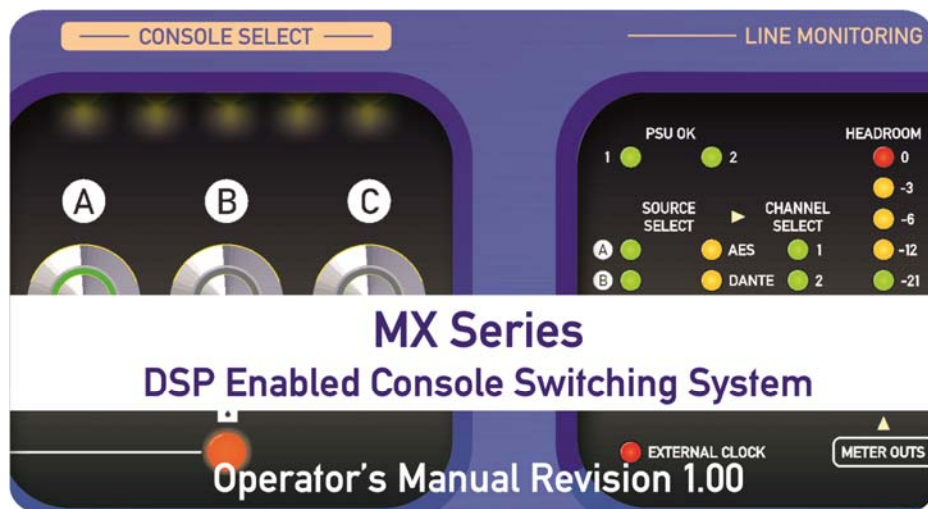 CONSOLE SELECT
LINE MONITORING
A
B
C
PSU OK
1
2
HEADROOM
0
-3
-6
-12
-21
SOURCE SELECT
CHANNEL SELECT
A
AES
1
B
DANTE
2
MX Series
DSP Enabled Console Switching System
EXTERNAL CLOCK
METER OUTS
Operator's Manual Revision 1.00